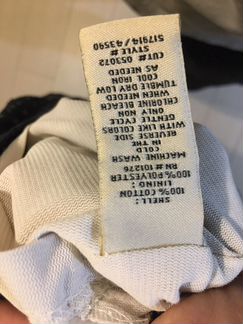 SHELL:
100% COTTON
LINING:
100% POLYESTER
RN# 101276
MACHINE WASH
COLD
IN THE
REVERSE SIDE
WITH LIKE COLORS
GENTLE CYCLE
ONLY NON
CHLORINE BLEACH
WHEN NEEDED
TUMBLE DRY LOW
COOL IRON
AS NEEDED
CUT# 053072
STYLE #
517914/43590